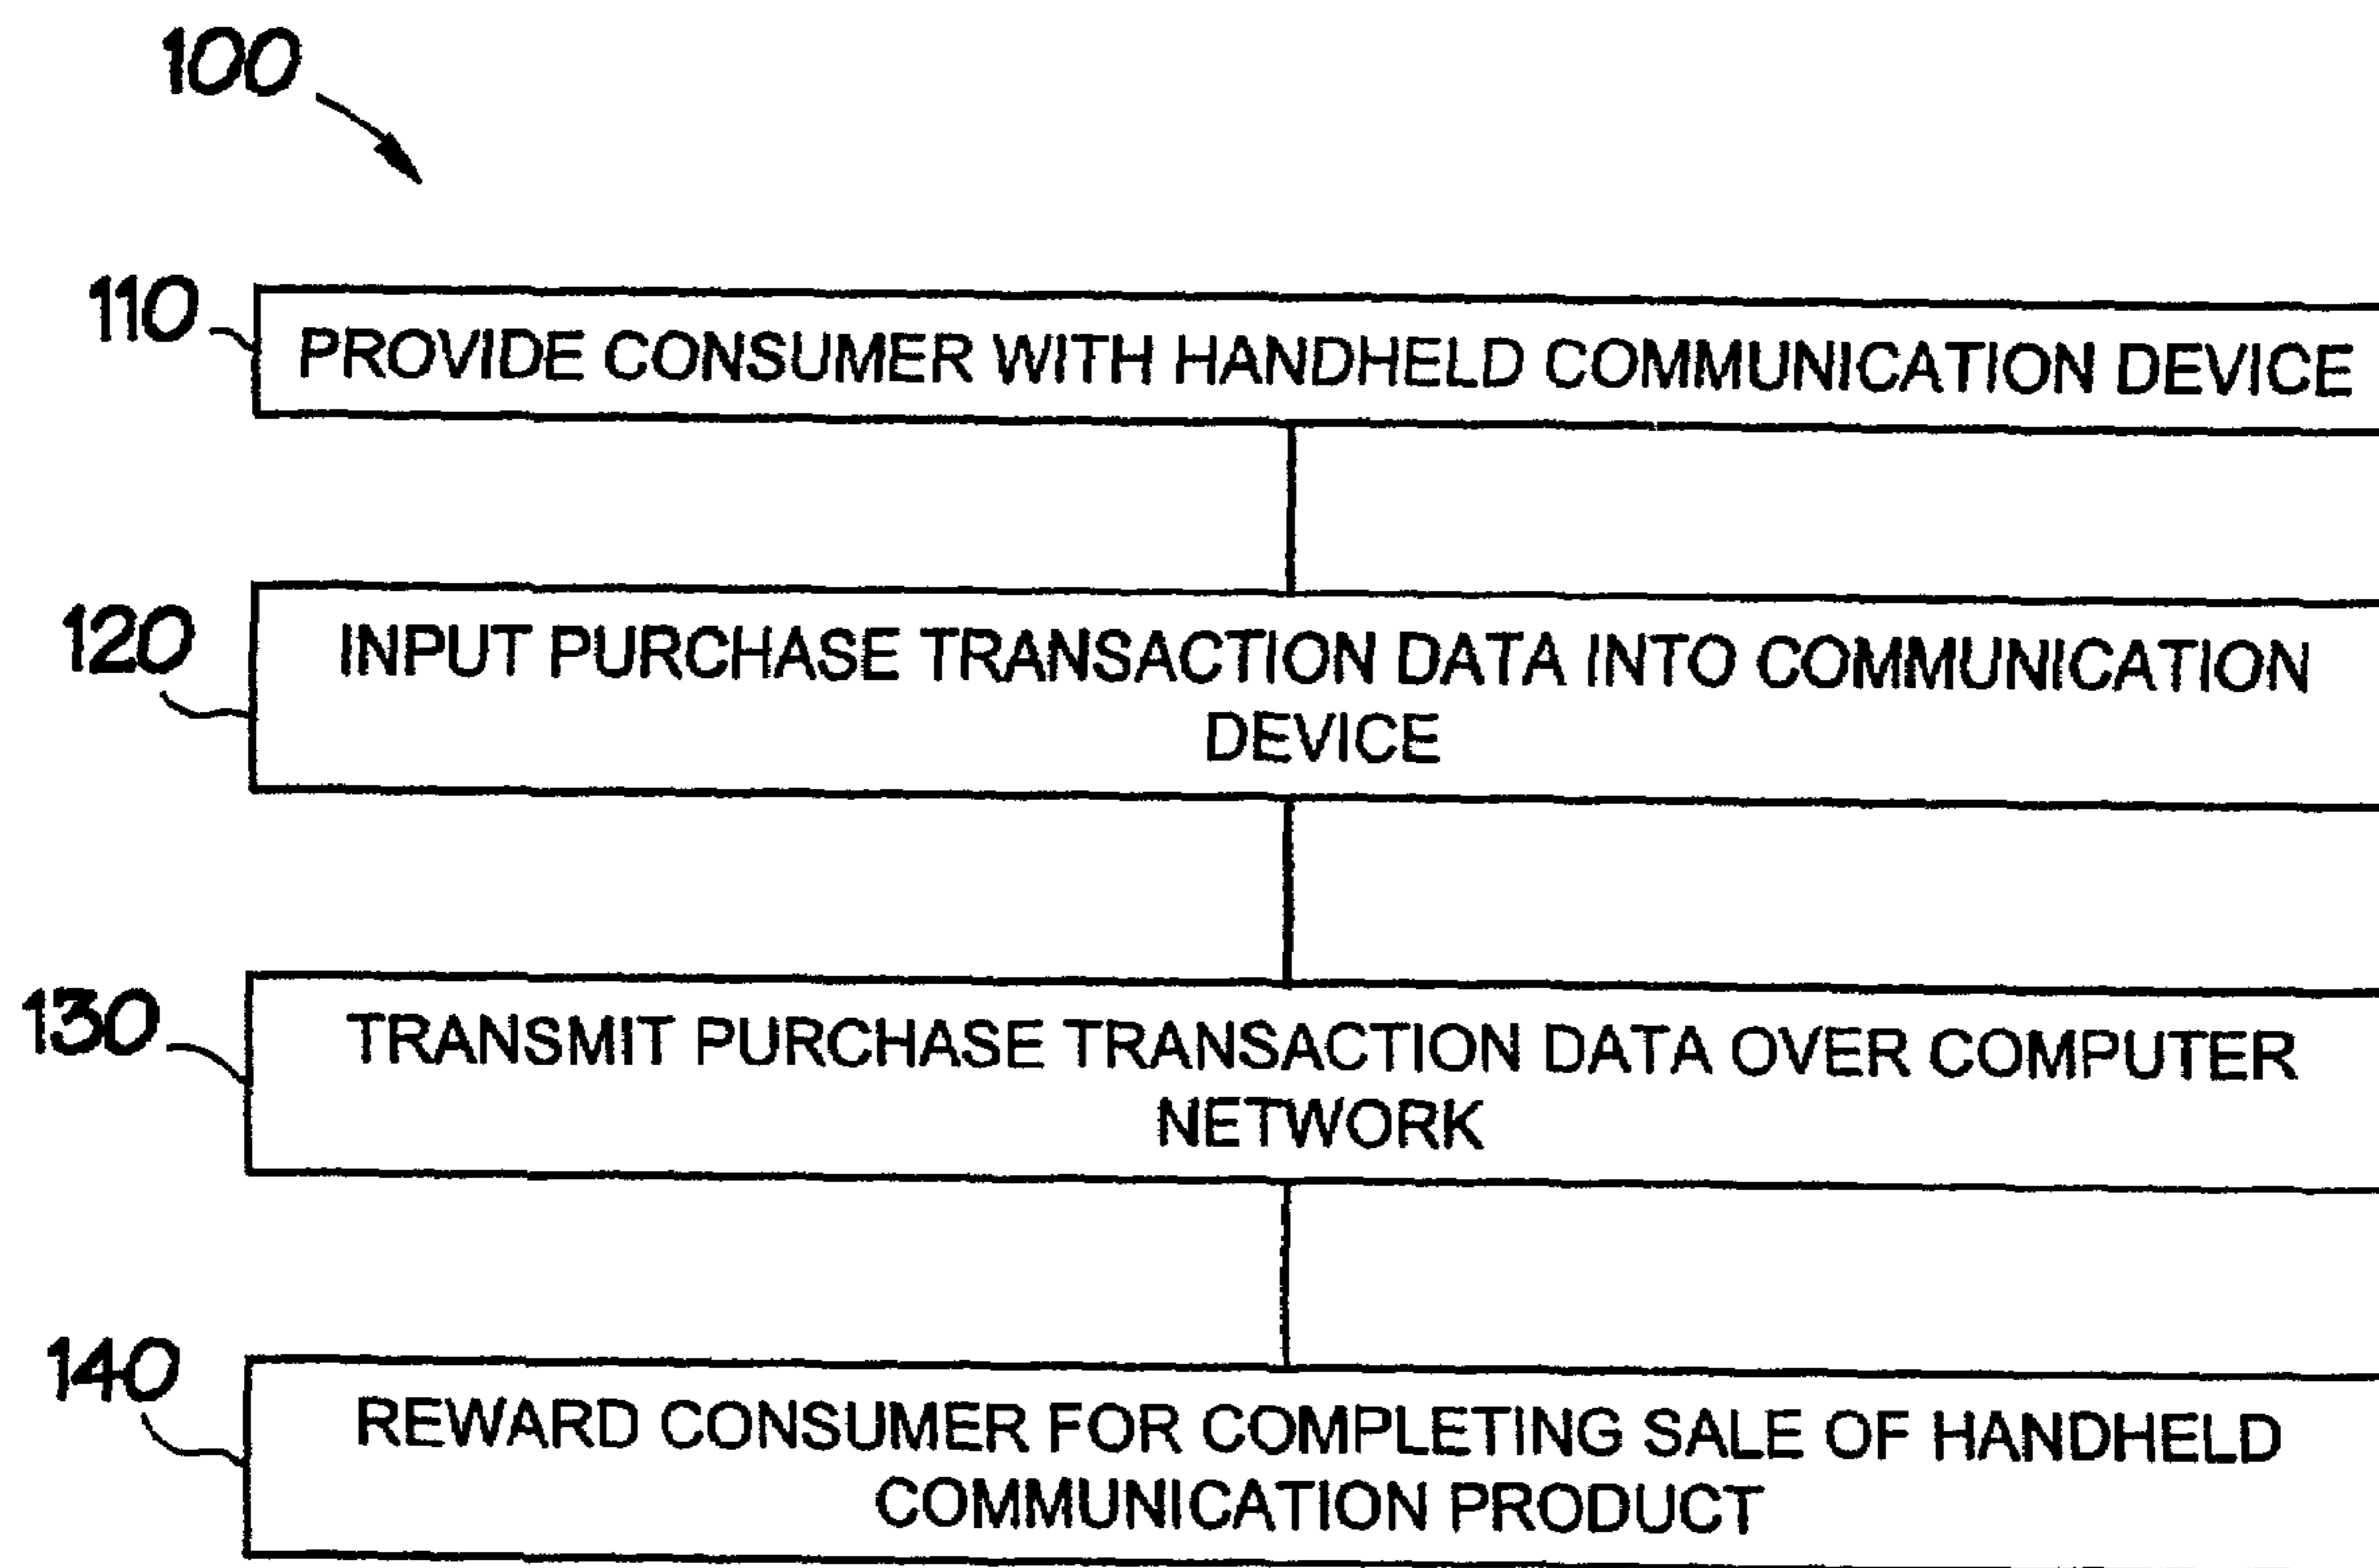 100
110
PROVIDE CONSUMER WITH HANDHELD COMMUNICATION DEVICE
120
INPUT PURCHASE TRANSACTION DATA INTO COMMUNICATION
DEVICE
130
TRANSMIT PURCHASE TRANSACTION DATA OVER COMPUTER
NETWORK
140
REWARD CONSUMER FOR COMPLETING SALE OF HANDHELD
COMMUNICATION PRODUCT